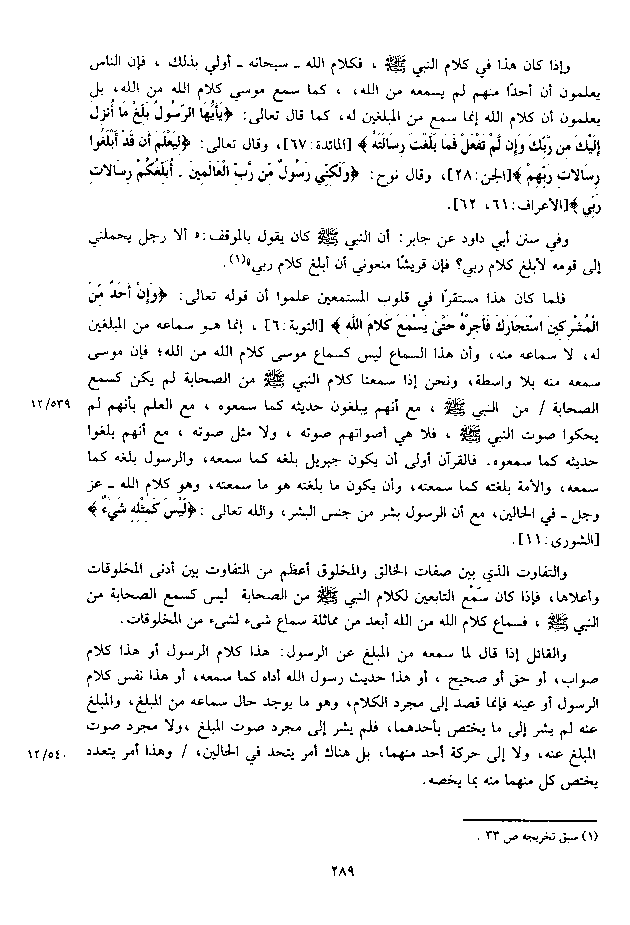 وإذا كان هذا في كلام النبي ﷺ ، فكلام الله ـ سبحانه ـ أولي بذلك ، فإن الناس
يعلمون أن أحدًا منهم لم يسمعه من الله ، ، كما سمع موسي كلام الله من الله، بل
يعلمون أن كلام الله إنما سمع من المبلغين له، كما قال تعالى: ﴿يَأَيُّهَا الرَّسُولُ بَلِّغْ مَا أُنزِلَ
إِلَيْكَ مِن رَّبِّكَ وَإِن لَّمْ تَفْعَلْ فَمَا بَلَّغْتَ رِسَالَتَهُ ﴾ [المائدة:٦٧]، وقال تعالى: ﴿لِيَعْلَمَ أَن قَدْ أَبْلَغُوا
رِسَالاتِ رَبِّهِمْ ﴾[الجن:٢٨]، وقال نوح: ﴿وَلَكِنِّي رَسُولٌ مِّن رَّبِّ الْعَالَمِينَ . أُبَلِّغُكُمْ رِسَالاتِ
رَبِّي ﴾[الأعراف:٦١، ٦٢].
وفي سنن أبي داود عن جابر: أن النبي ﷺ كان يقول بالموقف:« ألا رجل يحملني
إلى قومه لأبلغ كلام ربي؟ فإن قريشًا منعوني أن أبلغ كلام ربي»(١).
فلما كان هذا مستقرًا في قلوب المستمعين علموا أن قوله تعالى: ﴿وَإِنْ أَحَدٌ مِّنَ
الْمُشْرِكِينَ اسْتَجَارَكَ فَأَجِرْهُ حَتَّىٰ يَسْمَعَ كَلامَ اللَّهِ ﴾ [التوبة:٦] ، إنما هـو سماعه من المبلغين
له، لا سماعه منه، وأن هذا السماع ليس كسماع موسى كلام الله من الله؛ فإن موسى
سمعه منه بلا واسطة، ونحن إذا سمعنا كلام النبي ﷺ من الصحابة لم يكن كسمع
الصحابة / من النبي ﷺ ، مع أنهم يبلغون حديثه كما سمعوه ، مع العلم بأنهم لم
١٢/٥٣٩
يحكوا صوت النبي ﷺ ، فلا هي أصواتهم صوته ، ولا مثل صوته ، مع أنهم بلغوا
حديثه كما سمعوه. فالقرآن أولى أن يكون جبريل بلغه كما سمعه، والرسول بلغه كما
سمعه، والأمة بلغته كما سمعته، وأن يكون ما بلغته هو ما سمعته، وهو كلام الله ـ عز
وجل ـ في الحالين، مع أن الرسول بشر من جنس البشر، والله تعالى :﴿لَيْسَ كَمِثْلِهِ شَيْءٌ ﴾
[الشورى:١١].
والتفاوت الذي بين صفات الخالق والمخلوق أعظم من التفاوت بين أدنى المخلوقات
وأعلاها، فإذا كان سَمْع التابعين لكلام النبي ﷺ من الصحابة ليس كسمع الصحابة من
النبي ﷺ ، فسماع كلام الله من الله أبعد من مماثلة سماع شيء لشيء من المخلوقات.
والقائل إذا قال لما سمعه من المبلغ عن الرسول: هذا كلام الرسول أو هذا كلام
صواب، أو حق أو صحيح ، أو هذا حديث رسول الله أداه كما سمعه، أو هذا نفس كلام
الرسول أو عينه فإنما قصد إلى مجرد الكلام، وهو ما يوجد حال سماعه من المبلغ، والمبلغ
عنه لم يشر إلى ما يختص بأحدهما، فلم يشر إلى مجرد صوت المبلغ ،ولا مجرد صوت
المبلغ عنه، ولا إلى حركة أحد منهما، بل هناك أمر يتحد في الحالين، / وهذا أمر يتعدد
١٢/٥٤٠
يختص كل منهما منه بما يخصه.
(١) سبق تخريجه ص ٣٣ .
٢٨٩